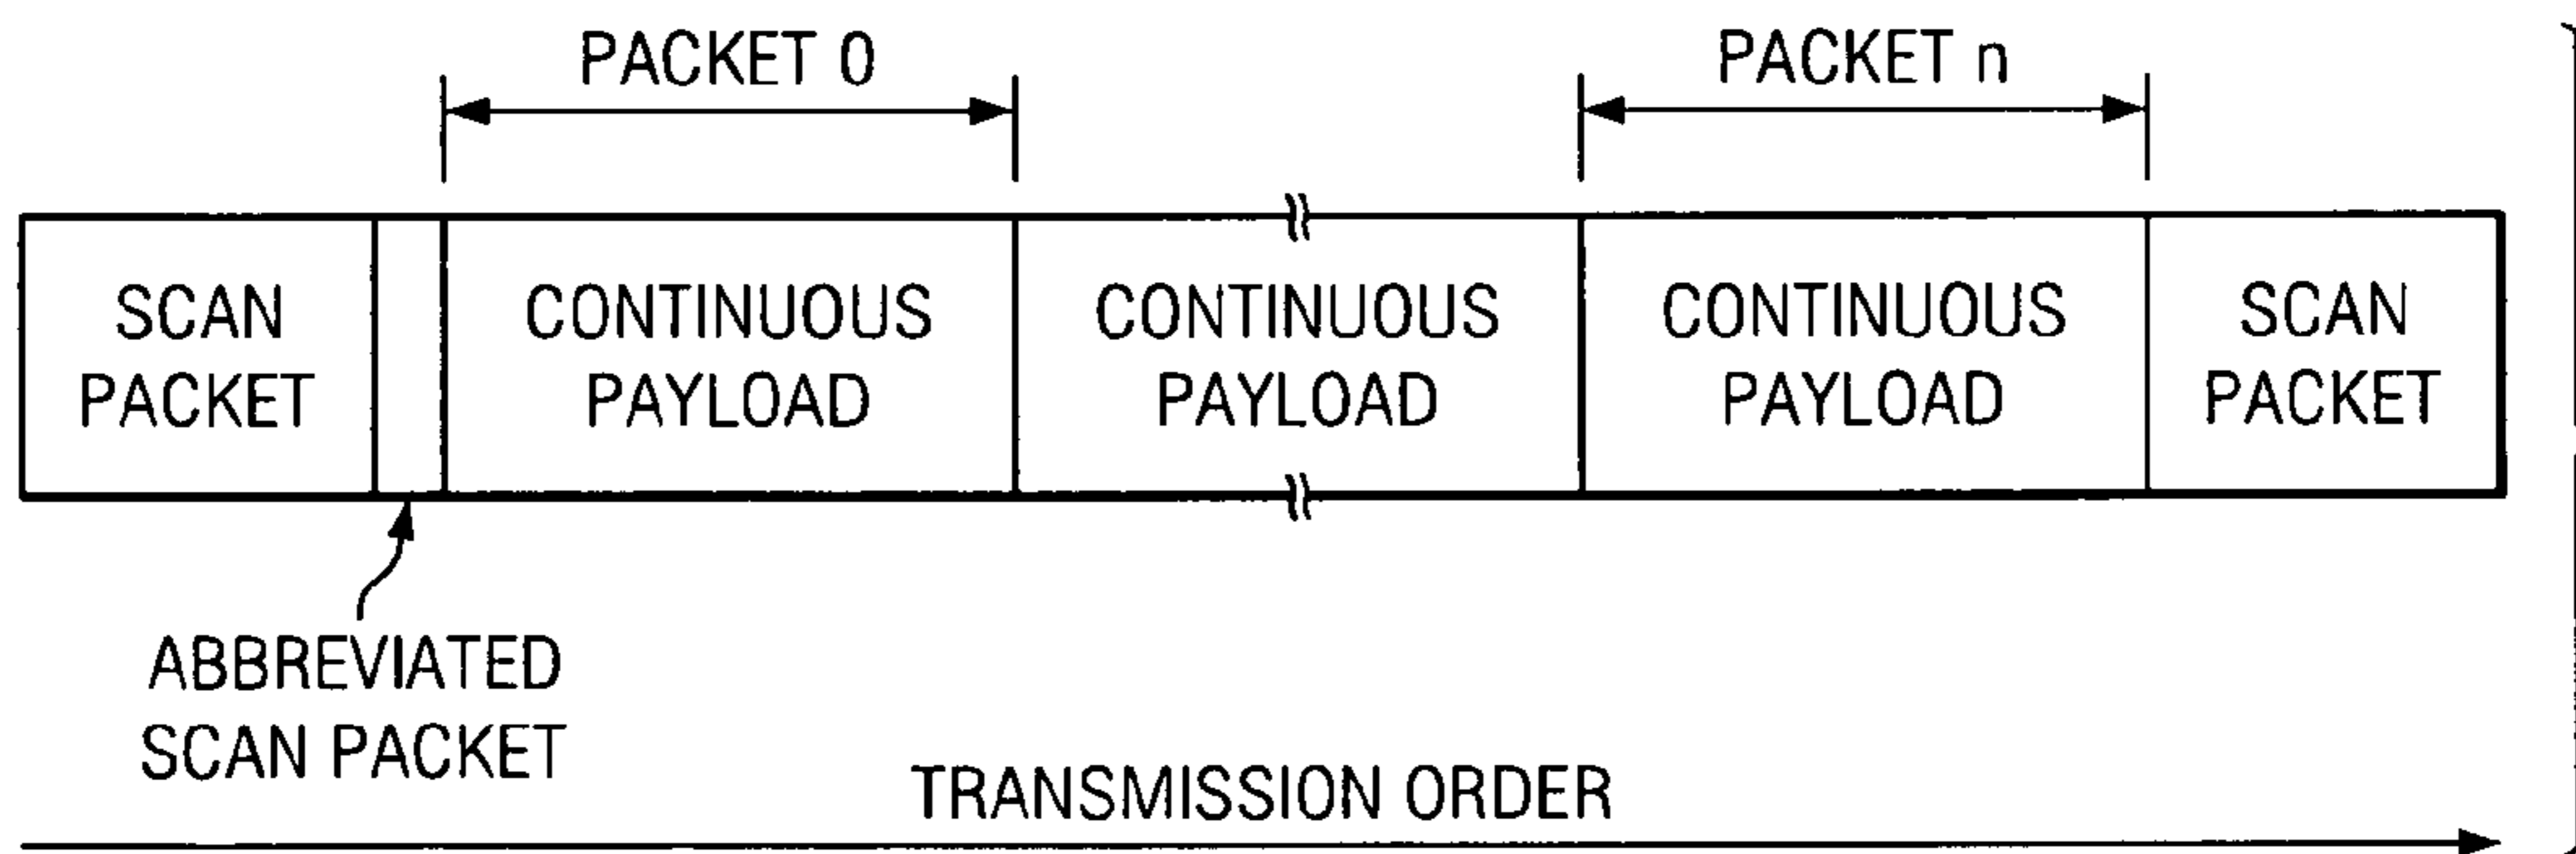 PACKET 0
PACKET n
SCAN
PACKET
CONTINUOUS
PAYLOAD
CONTINUOUS
PAYLOAD
CONTINUOUS
PAYLOAD
SCAN
PACKET
ABBREVIATED
SCAN PACKET
TRANSMISSION ORDER